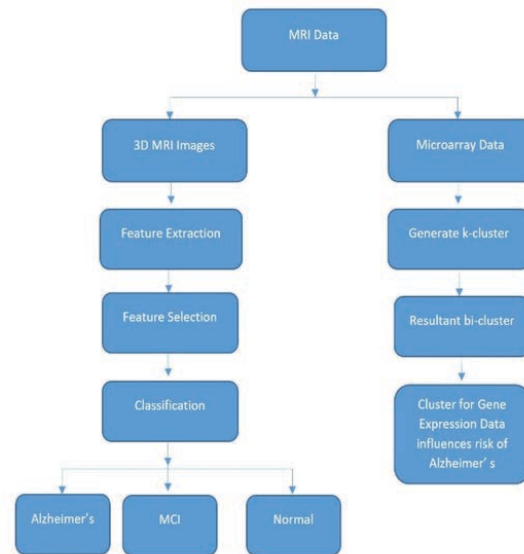 MRI Data
3D MRI Images
Microarray Data
Feature Extraction
Generate k-cluster
Feature Selection
Resultant bi-cluster
Classification
Cluster for Gene
Expression Data
influences risk of
Alzheimer' s
Alzheimer's
MCI
Normal